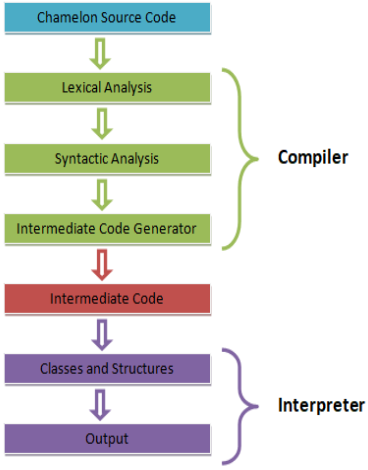 Chamelon Source Code
Lexical Analysis
Syntactic Analysis
Compiler
Intermediate Code Generator
Intermediate Code
Classes and Structures
Interpreter
Output